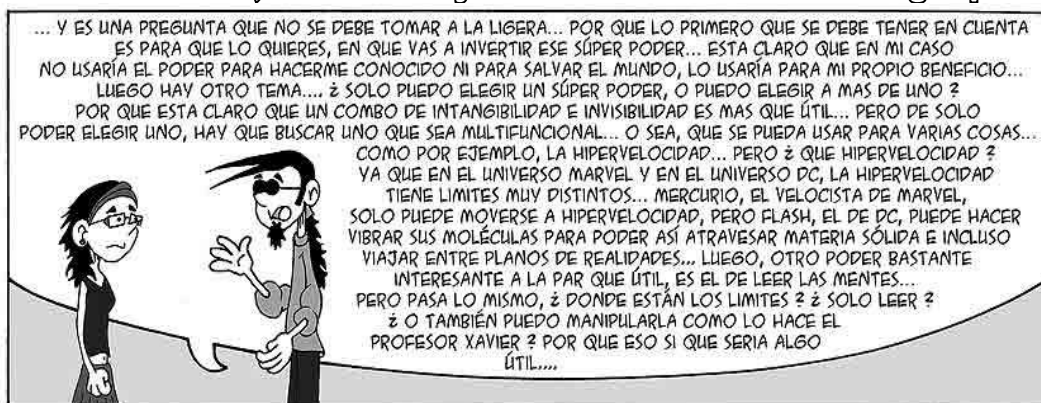 ... Y ES UNA PREGUNTA QUE NO SE DEBE TOMAR A LA LIGERA... POR QUE LO PRIMERO QUE SE DEBE TENER EN CUENTA
ES PARA QUE LO QUIERES, EN QUE VAS A INVERTIR ESE SÚPER PODER... ESTA CLARO QUE EN MI CASO
NO USARÍA EL PODER PARA HACERME CONOCIDO NI PARA SALVAR EL MUNDO, LO USARÍA PARA MI PROPIO BENEFICIO...
LUEGO HAY OTRO TEMA.... ¿ SOLO PUEDO ELEGIR UN SÚPER PODER, O PUEDO ELEGIR A MAS DE UNO ?
POR QUE ESTA CLARO QUE UN COMBO DE INTANGIBILIDAD E INVISIBILIDAD ES MAS QUE ÚTIL... PERO DE SOLO
PODER ELEGIR UNO, HAY QUE BUSCAR UNO QUE SEA MULTIFUNCIONAL... O SEA, QUE SE PUEDA USAR PARA VARIAS COSAS...
COMO POR EJEMPLO, LA HIPERVELOCIDAD... PERO ¿ QUE HIPERVELOCIDAD ?
YA QUE EN EL UNIVERSO MARVEL Y EN EL UNIVERSO DC, LA HIPERVELOCIDAD
TIENE LIMITES MUY DISTINTOS... MERCURIO, EL VELOCISTA DE MARVEL,
SOLO PUEDE MOVERSE A HIPERVELOCIDAD, PERO FLASH, EL DE DC, PUEDE HACER
VIBRAR SUS MOLÉCULAS PARA PODER ASÍ ATRAVESAR MATERIA SÓLIDA E INCLUSO
VIAJAR ENTRE PLANOS DE REALIDADES... LUEGO, OTRO PODER BASTANTE
INTERESANTE A LA PAR QUE ÚTIL, ES EL DE LEER LAS MENTES...
PERO PASA LO MISMO, ¿ DONDE ESTÁN LOS LIMITES ? ¿ SOLO LEER ?
¿ O TAMBIÉN PUEDO MANIPULARLA COMO LO HACE EL
PROFESOR XAVIER ? POR QUE ESO SI QUE SERIA ALGO
ÚTIL....